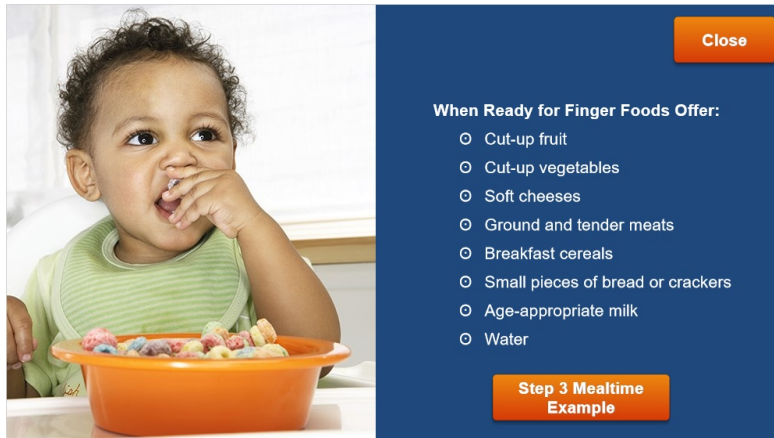 Close
When Ready for Finger Foods Offer:
Cut-up fruit
Cut-up vegetables
Soft cheeses
Ground and tender meats
Breakfast cereals
Small pieces of bread or crackers
Age-appropriate milk
Water
Step 3 Mealtime
Example